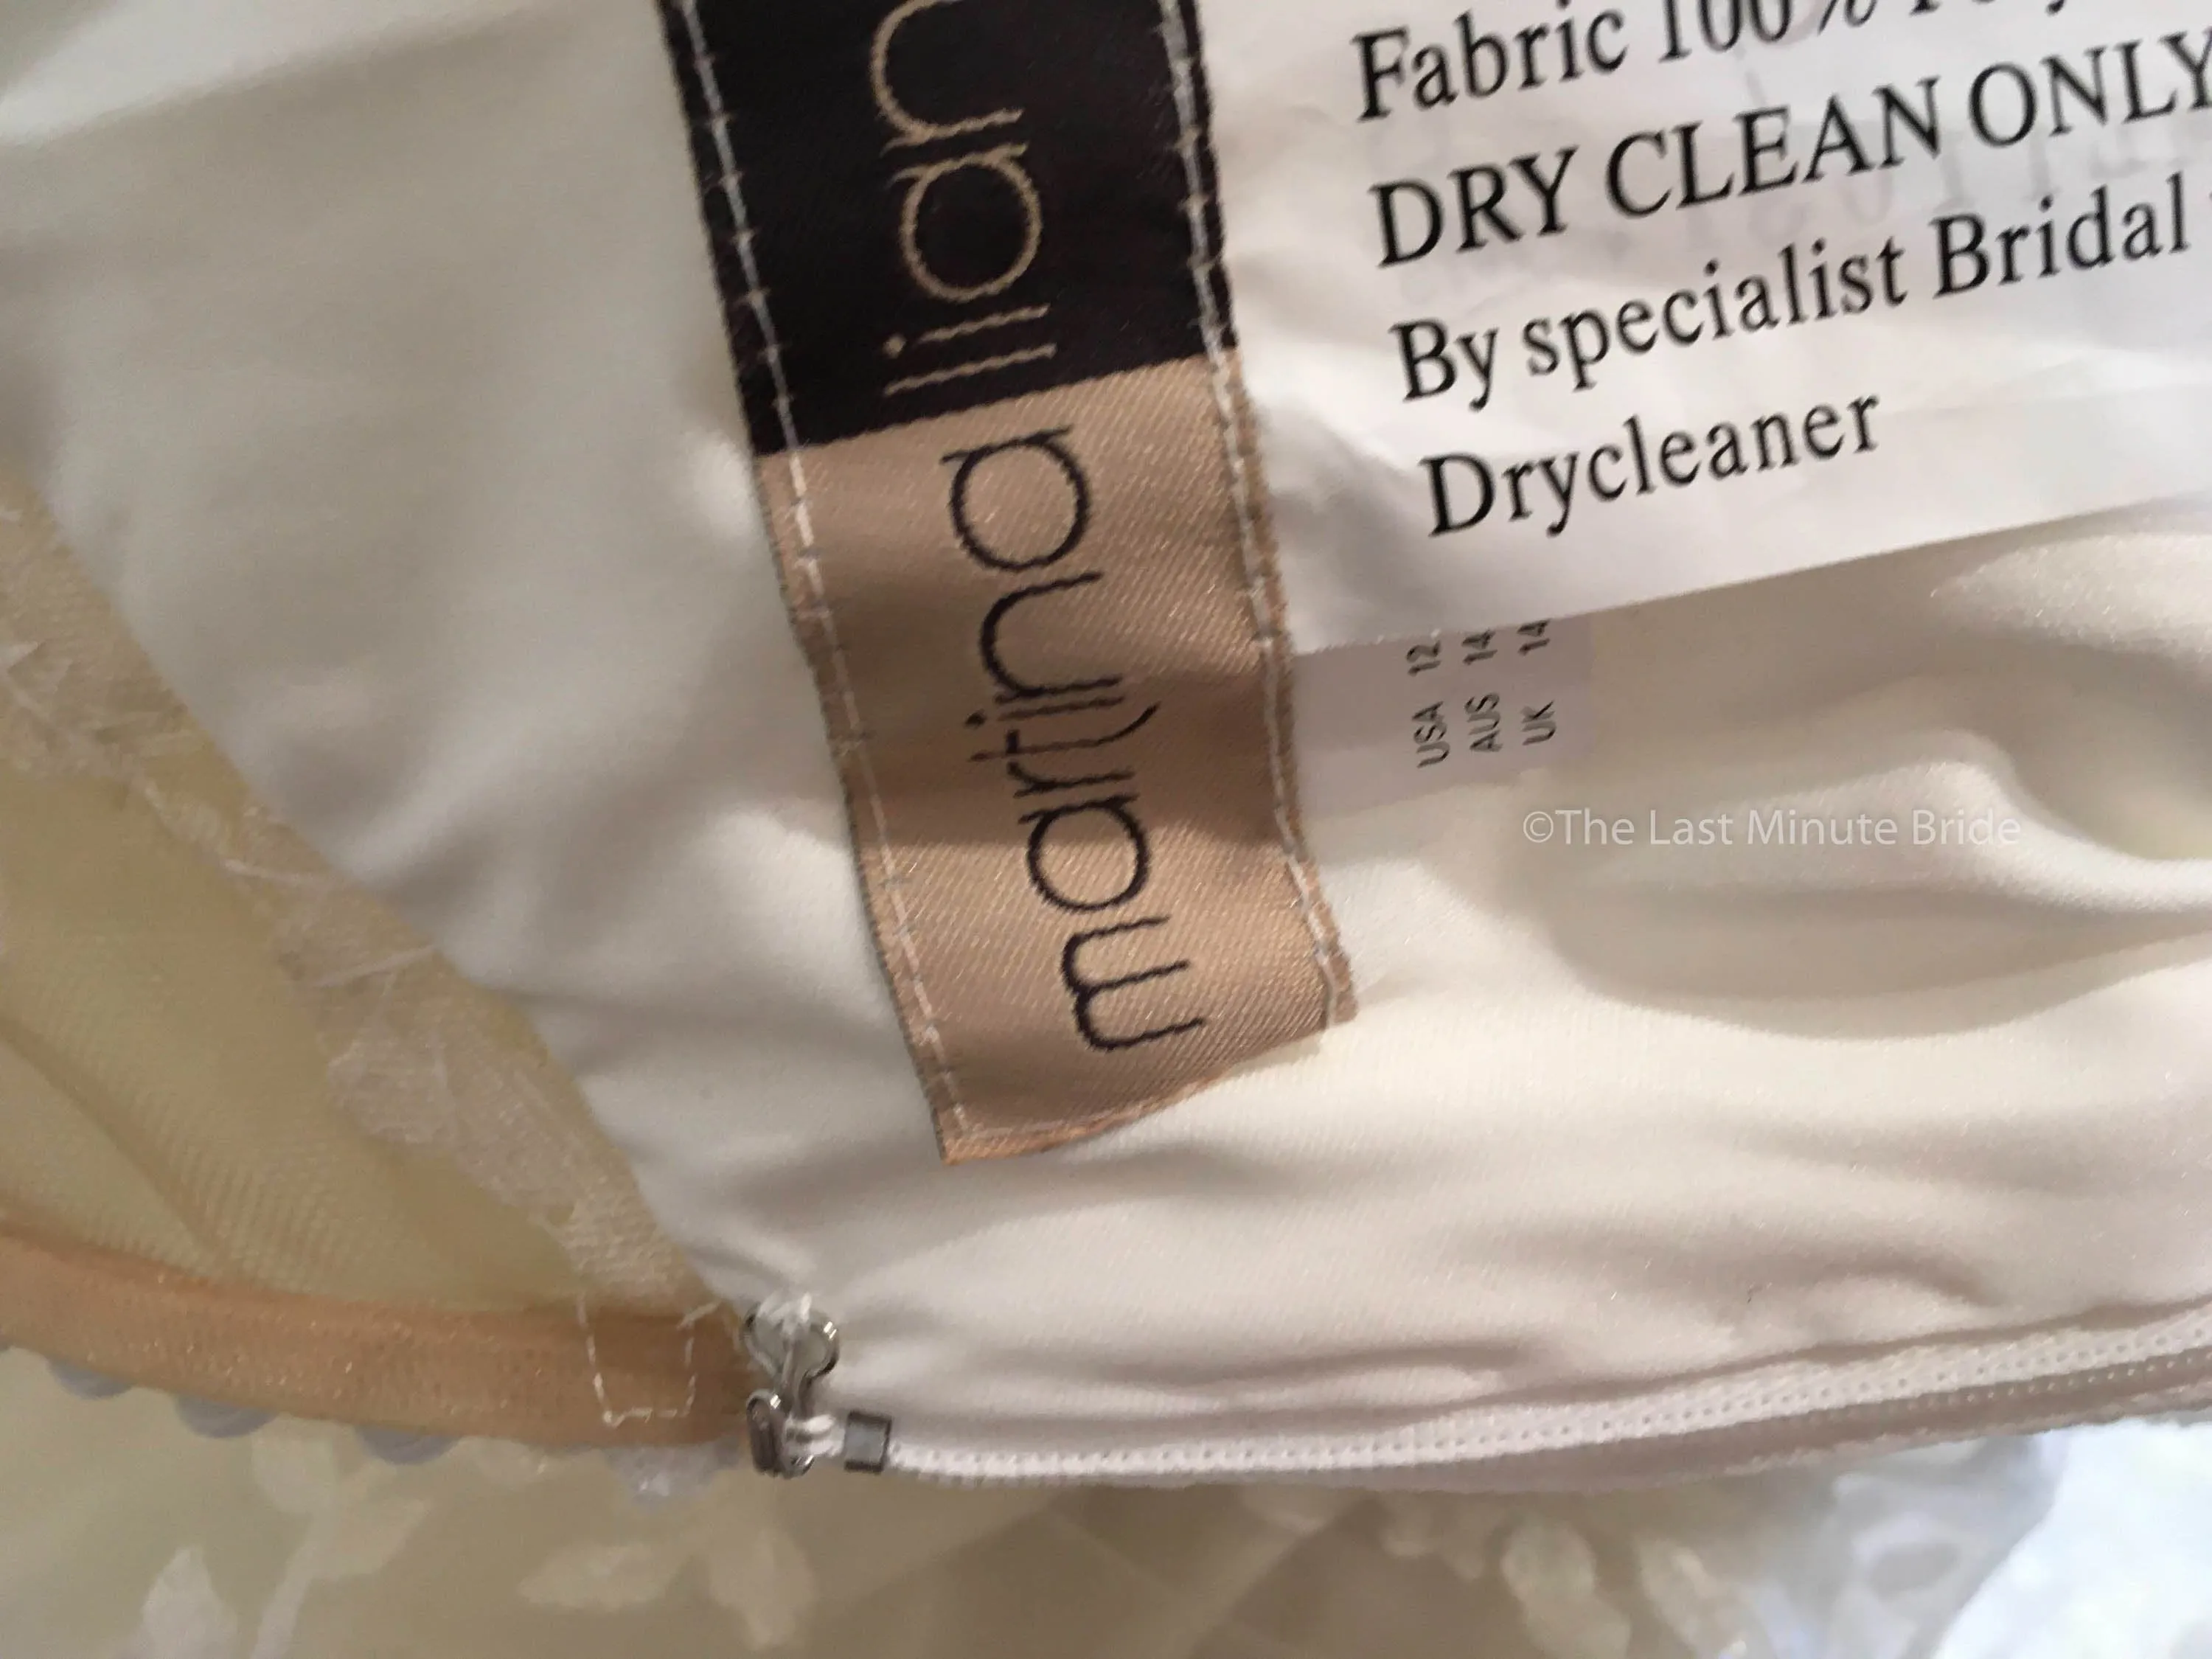 martina lian
Fabric 100%
DRY CLEAN ONLY
By specialist Bridal
Drycleaner
USA 12
AUS 14
UK 14
©The Last Minute Bride